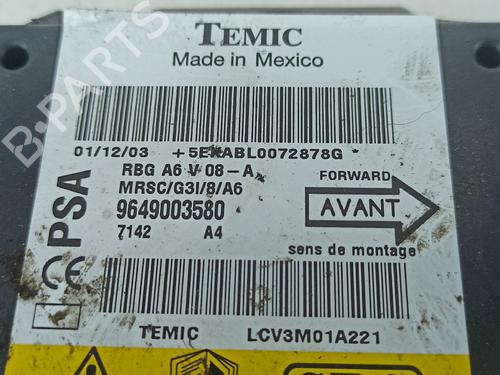 TEMIC
Made in Mexico
01/12/03 +5EKABL0072878G
RBG A6 V 08-A
MRSC/G3I/8/A6
9649003580
7142 A4
PSA
CE
FORWARD
AVANT
sens de montage
TEMIC LCV3M01A221
B-PARTS